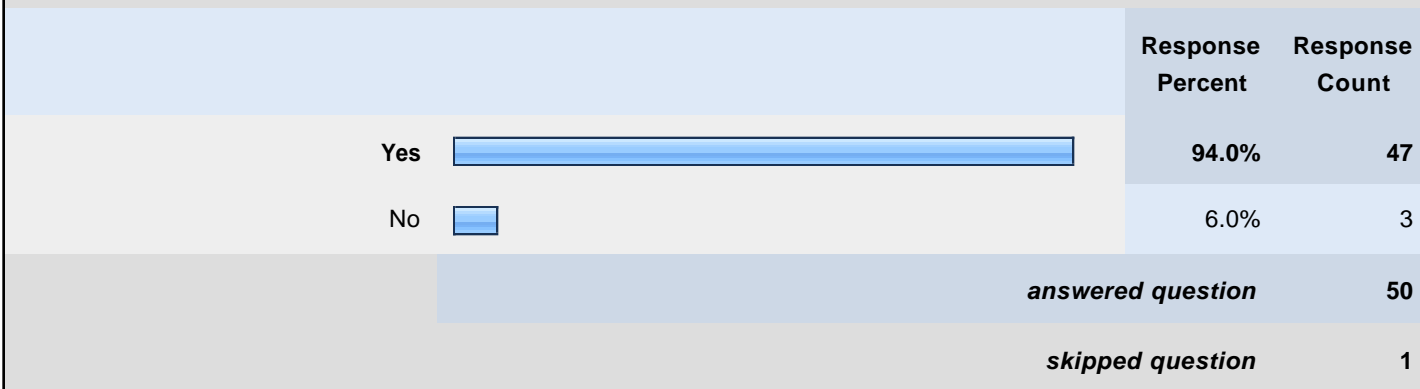 Response Response
Percent Count
Yes 94.0% 47
No 6.0% 3
answered question 50
skipped question 1